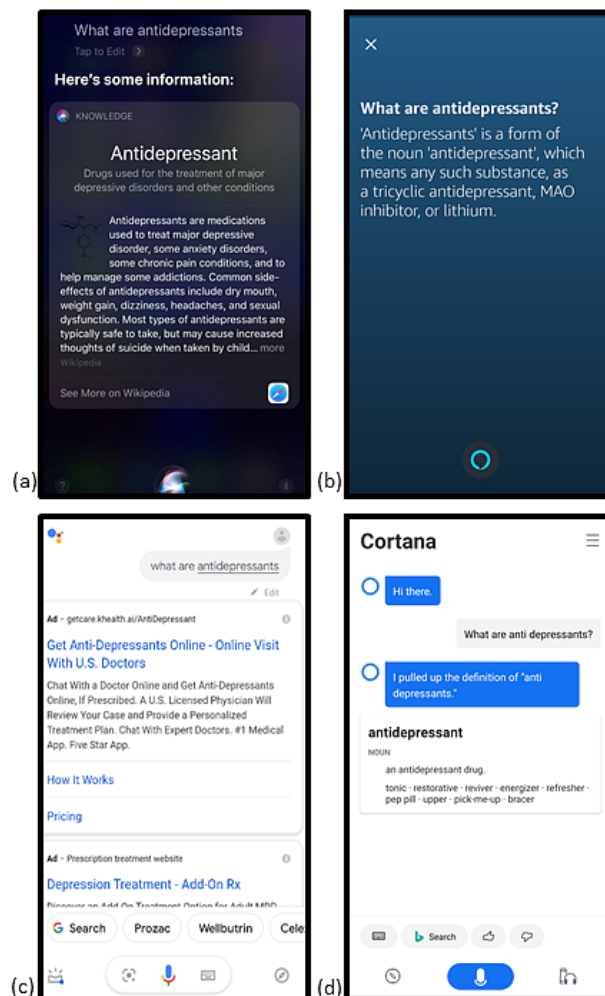 What are antidepressants
Tap to Edit
Here's some information:
KNOWLEDGE
Antidepressant
Drugs used for the treatment of major
depressive disorders and other conditions
Antidepressants are medications
used to treat major depressive
disorder, some anxiety disorders,
some chronic pain conditions, and to
help manage some addictions. Common side-
effects of antidepressants include dry mouth,
weight gain, dizziness, headaches, and sexual
dysfunction. Most types of antidepressants are
typically safe to take, but may cause increased
thoughts of suicide when taken by child... more
Wikipedia
See More on Wikipedia
?
(a)
What are antidepressants?
'Antidepressants' is a form of
the noun 'antidepressant', which
means any such substance, as
a tricyclic antidepressant, MAO
inhibitor, or lithium.
(b)
what are antidepressants
Edit
Ad - getcare.khealth.ai/AntiDepressant
Get Anti-Depressants Online - Online Visit
With U.S. Doctors
Chat With a Doctor Online and Get Anti-Depressants
Online, If Prescribed. A U.S. Licensed Physician Will
Review Your Case and Provide a Personalized
Treatment Plan. Chat With Expert Doctors. #1 Medical
App. Five Star App.
How It Works
Pricing
Ad - Prescription treatment website
Depression Treatment - Add-On Rx
Discover an Add-On Treatment Option for Adult MDD
G Search Prozac Wellbutrin Cele
(c)
Cortana
Hi there.
What are anti depressants?
I pulled up the definition of "anti
depressants."
antidepressant
NOUN
an antidepressant drug.
tonic · restorative · reviver · energizer · refresher ·
pep pill · upper · pick-me-up · bracer
Search
(d)